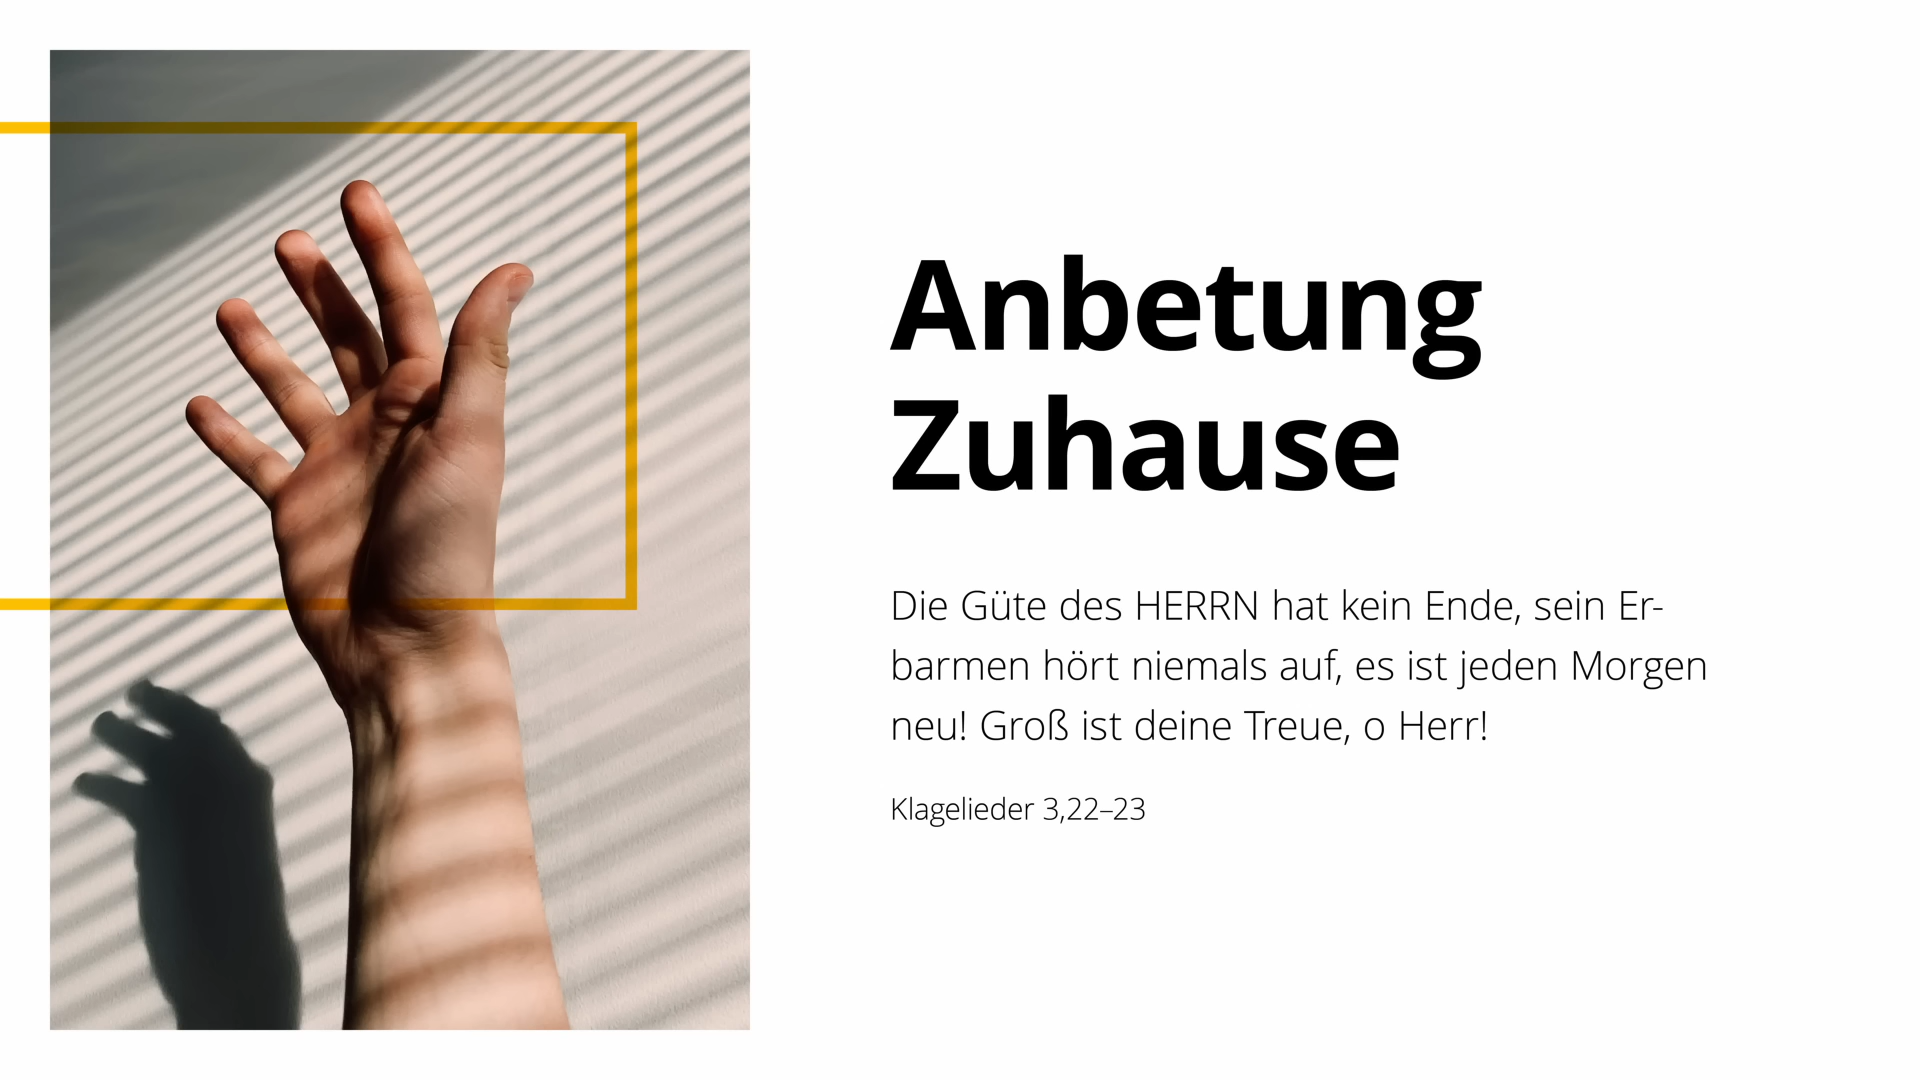 Anbetung
Zuhause
Die Güte des HERRN hat kein Ende, sein Er-
barmen hört niemals auf, es ist jeden Morgen
neu! Groß ist deine Treue, o Herr!
Klagelieder 3,22–23